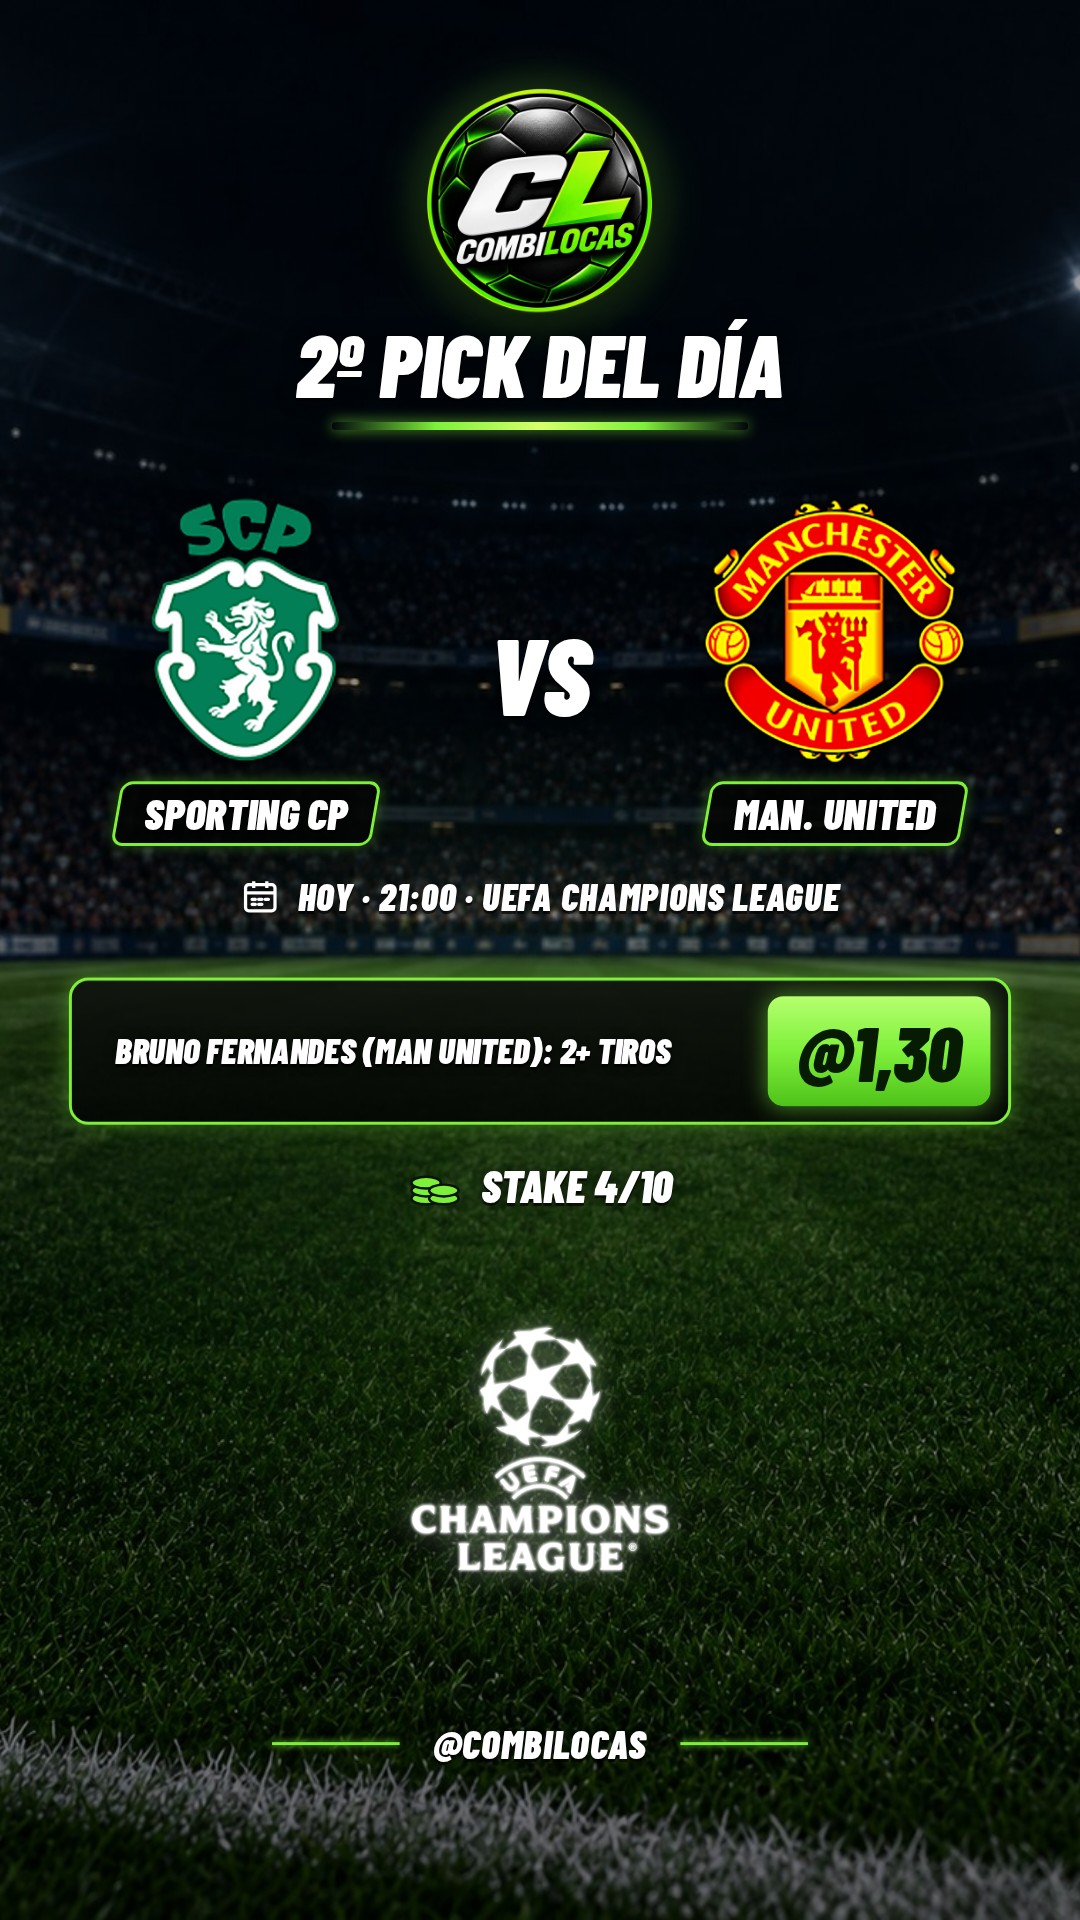 CL
COMBILOCAS
2º PICK DEL DÍA
SCP
MANCHESTER
UNITED
VS
SPORTING CP
MAN. UNITED
HOY · 21:00 · UEFA CHAMPIONS LEAGUE
BRUNO FERNANDES (MAN UNITED): 2+ TIROS
@1,30
STAKE 4/10
UEFA
CHAMPIONS
LEAGUE®
@COMBILOCAS